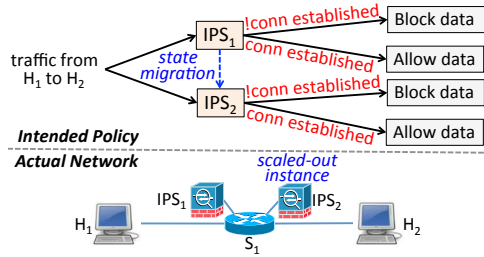 !conn established
Block data
IPS1
conn established
Allow data
traffic from
H1 to H2
state
migration
!conn established
Block data
IPS2
conn established
Allow data
Intended Policy
Actual Network
scaled-out
instance
IPS1
IPS2
H1
H2
S1